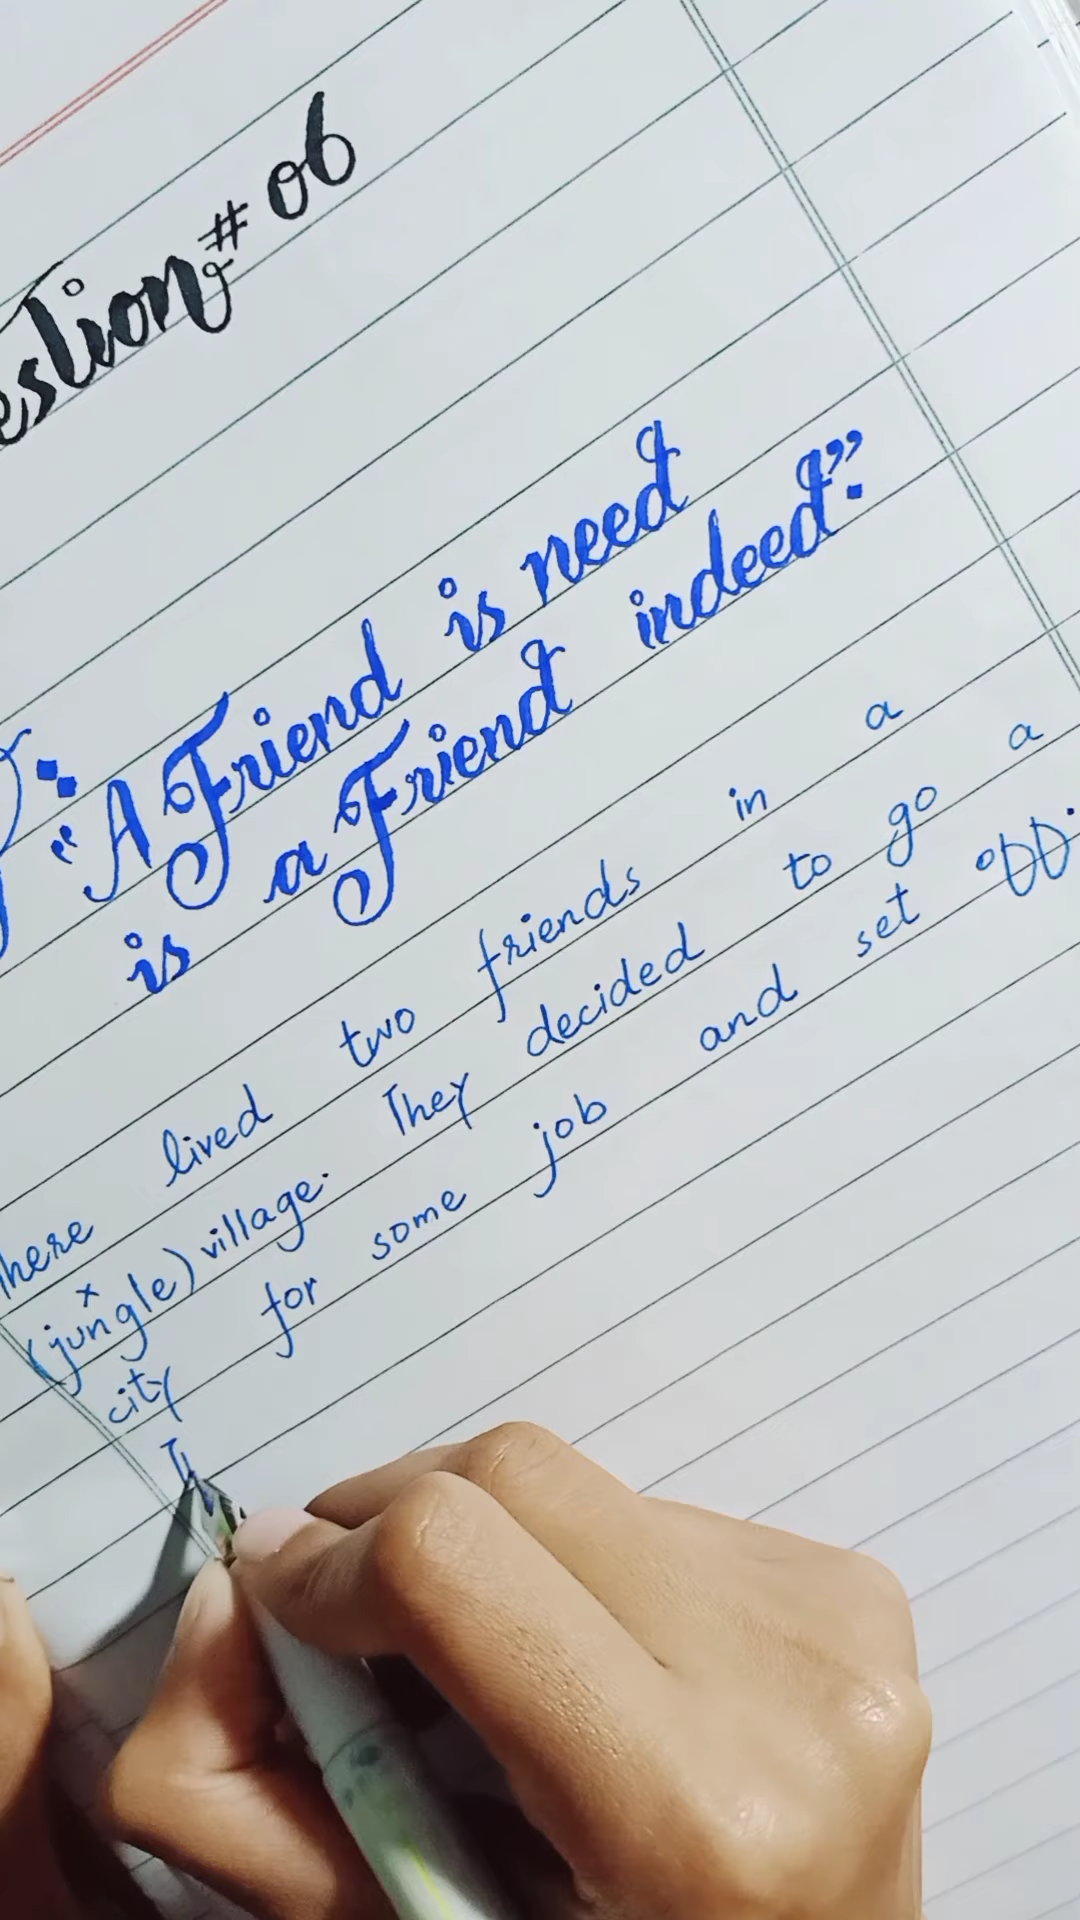 estion # 06
: "A Friend is need
is a Friend indeed".
here lived two friends in a
(jungle) village. They decided to go a
city for some job and set off.